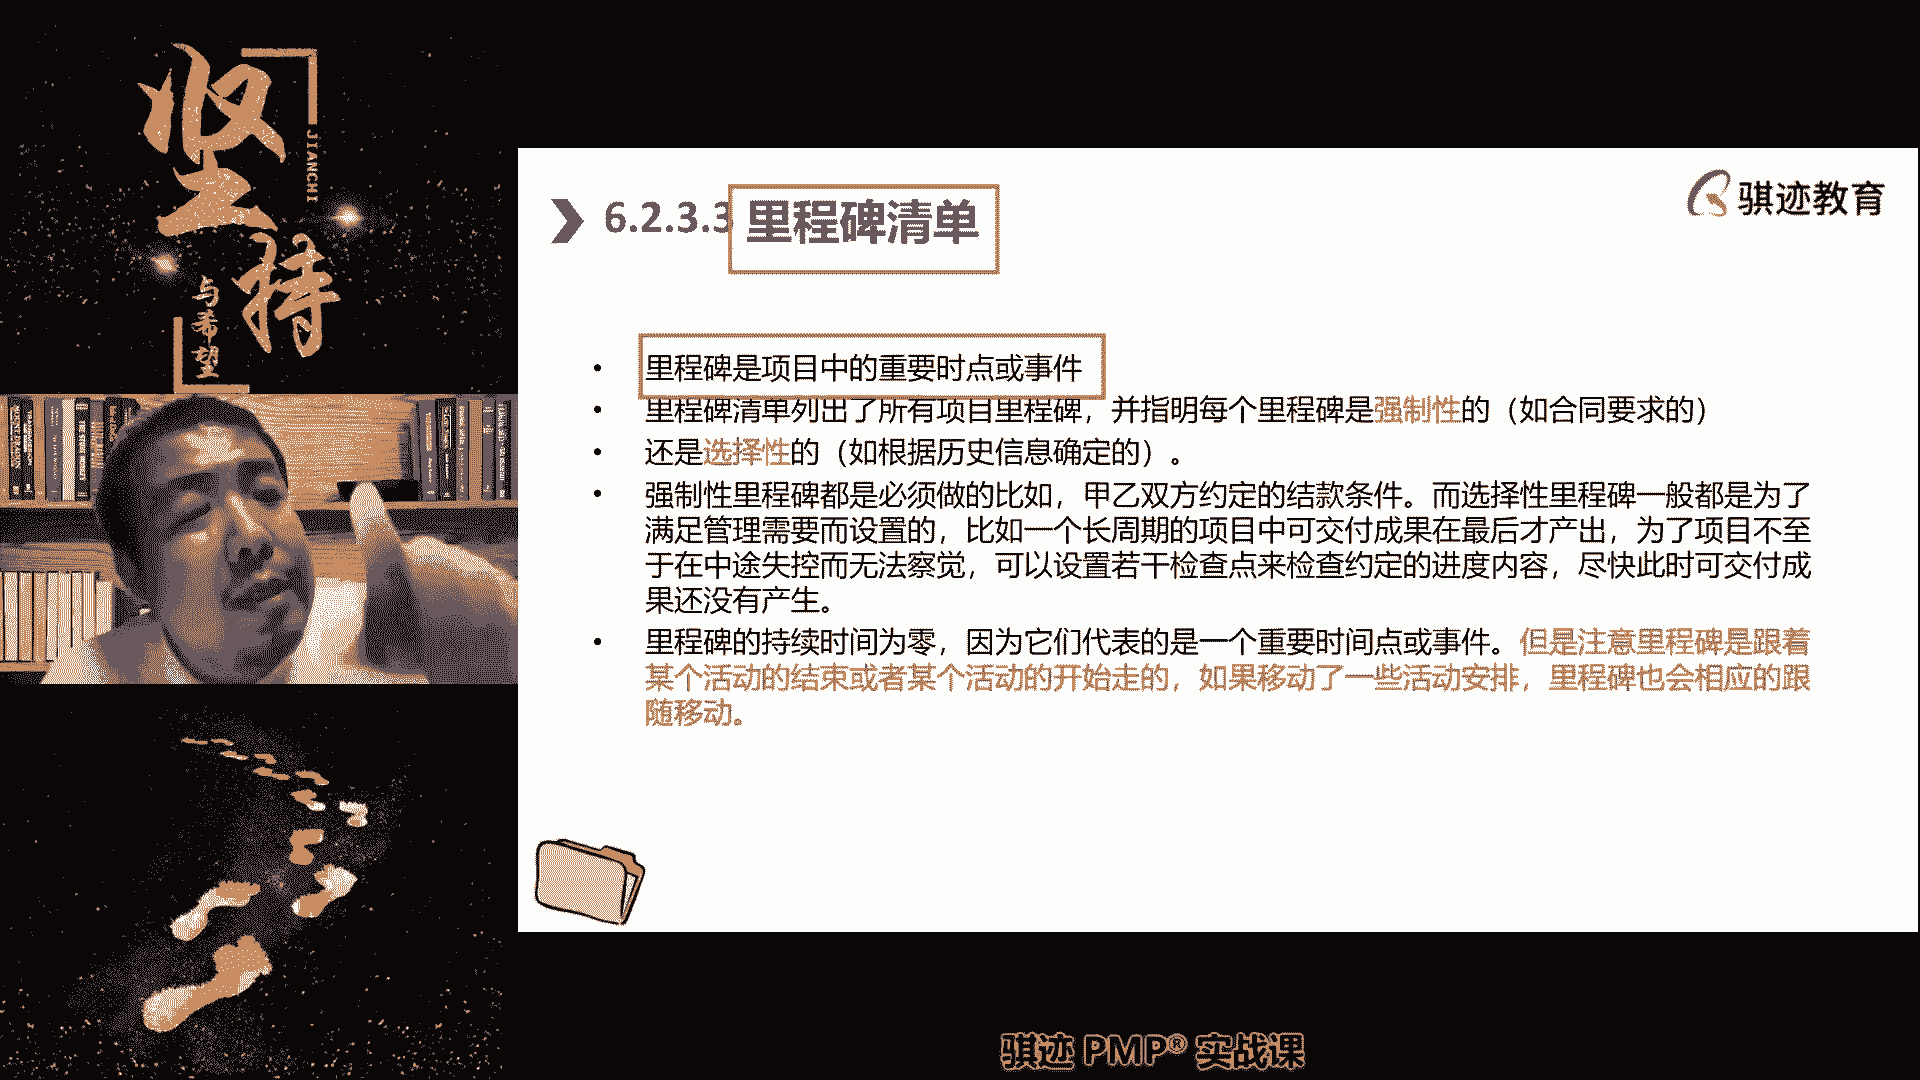 坚持
JIANCHI
与希望
骐迹教育
6.2.3.3 里程碑清单
• 里程碑是项目中的重要时点或事件
• 里程碑清单列出了所有项目里程碑，并指明每个里程碑是强制性的（如合同要求的）
• 还是选择性的（如根据历史信息确定的）。
• 强制性里程碑都是必须做的比如，甲乙双方约定的结款条件。而选择性里程碑一般都是为了
满足管理需要而设置的，比如一个长周期的项目中可交付成果在最后才产出，为了项目不至
于在中途失控而无法察觉，可以设置若干检查点来检查约定的进度内容，尽快此时可交付成
果还没有产生。
• 里程碑的持续时间为零，因为它们代表的是一个重要时间点或事件。但是注意里程碑是跟着
某个活动的结束或者某个活动的开始走的，如果移动了一些活动安排，里程碑也会相应的跟
随移动。
骐迹 PMP® 实战课